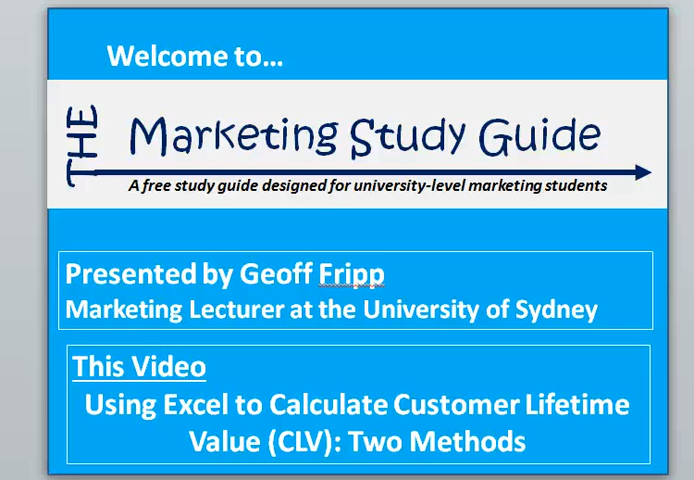 Welcome to...
THE
Marketing Study Guide
A free study guide designed for university-level marketing students
Presented by Geoff Fripp
Marketing Lecturer at the University of Sydney
This Video
Using Excel to Calculate Customer Lifetime
Value (CLV): Two Methods